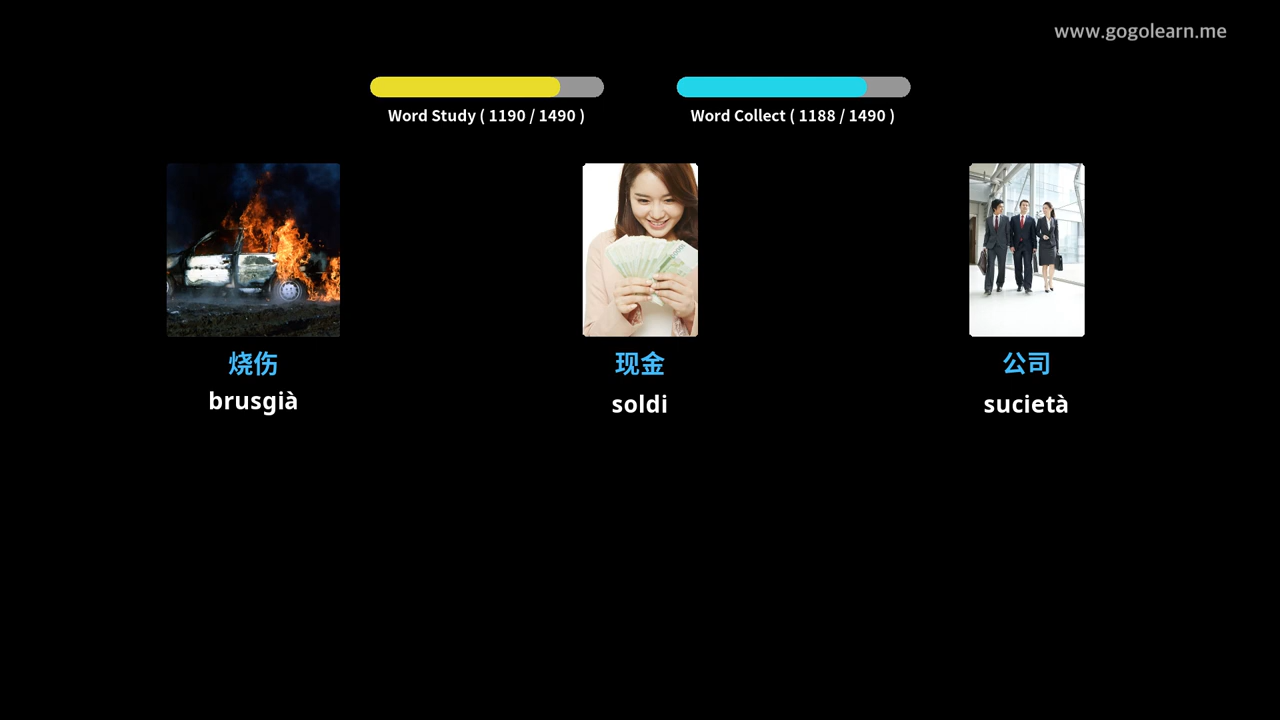 www.gogolearn.me
Word Study ( 1190 / 1490 )
Word Collect ( 1188 / 1490 )
烧伤
现金
公司
brusgià
soldi
sucietà